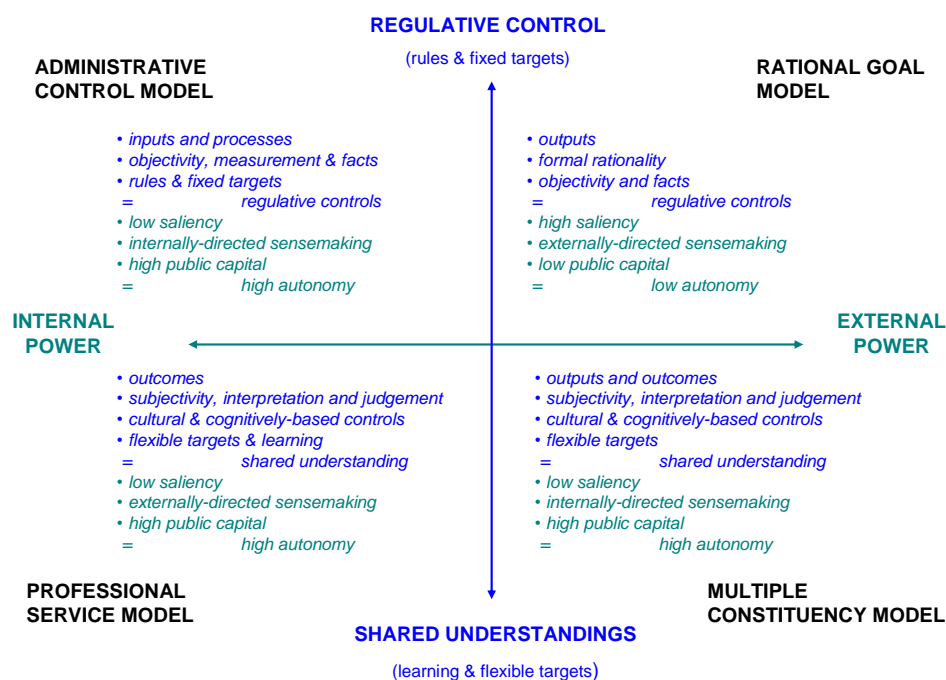 REGULATIVE CONTROL
(rules & fixed targets)
ADMINISTRATIVE
CONTROL MODEL
RATIONAL GOAL
MODEL
• inputs and processes
• objectivity, measurement & facts
• rules & fixed targets
= regulative controls
• low saliency
• internally-directed sensemaking
• high public capital
= high autonomy
• outputs
• formal rationality
• objectivity and facts
= regulative controls
• high saliency
• externally-directed sensemaking
• low public capital
= low autonomy
INTERNAL
POWER
EXTERNAL
POWER
• outcomes
• subjectivity, interpretation and judgement
• cultural & cognitively-based controls
• flexible targets & learning
= shared understanding
• low saliency
• externally-directed sensemaking
• high public capital
= high autonomy
• outputs and outcomes
• subjectivity, interpretation and judgement
• cultural & cognitively-based controls
• flexible targets
= shared understanding
• low saliency
• internally-directed sensemaking
• high public capital
= high autonomy
PROFESSIONAL
SERVICE MODEL
MULTIPLE
CONSTITUENCY MODEL
SHARED UNDERSTANDINGS
(learning & flexible targets)